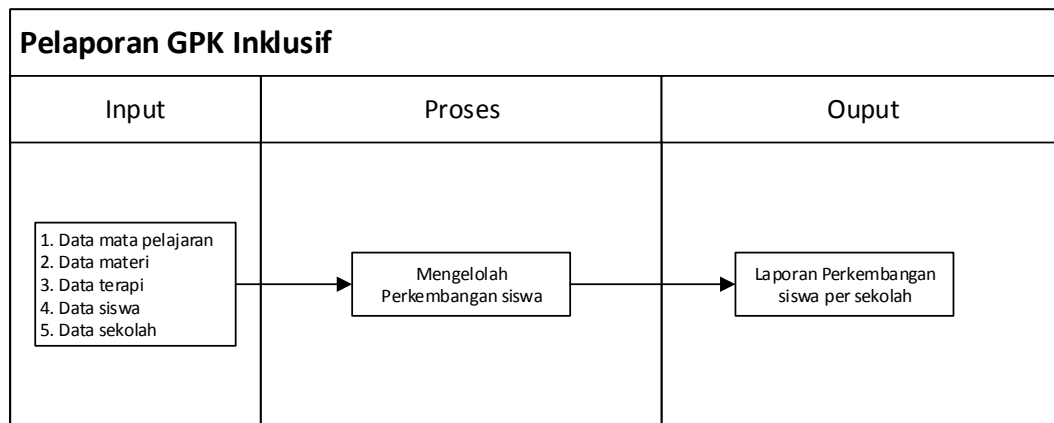 Pelaporan GPK Inklusif
Input
Proses
Ouput
1. Data mata pelajaran
2. Data materi
3. Data terapi
4. Data siswa
5. Data sekolah
Mengelolah
Perkembangan siswa
Laporan Perkembangan
siswa per sekolah